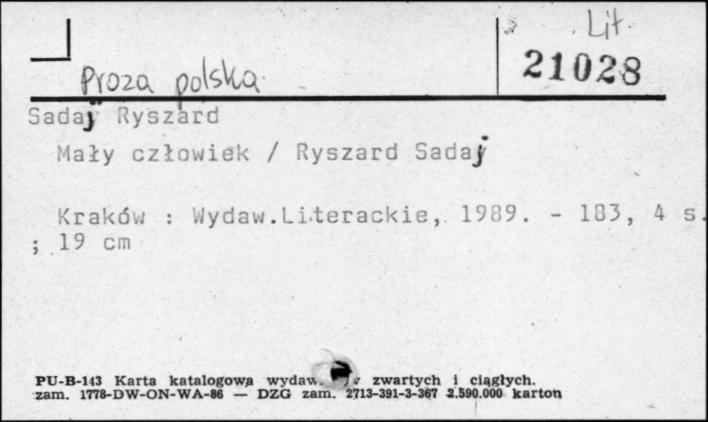 Lit.
21028
Proza polska
Sadaj Ryszard
Mały człowiek / Ryszard Sadaj
Kraków : Wydaw.Literackie, 1989. - 183, 4 s.
; 19 cm
PU-B-143 Karta katalogowa zwartych i ciągłych.
zam. 1778-DW-ON-WA-86 — DZG zam. 2713-391-3-367 2.590.000 karton